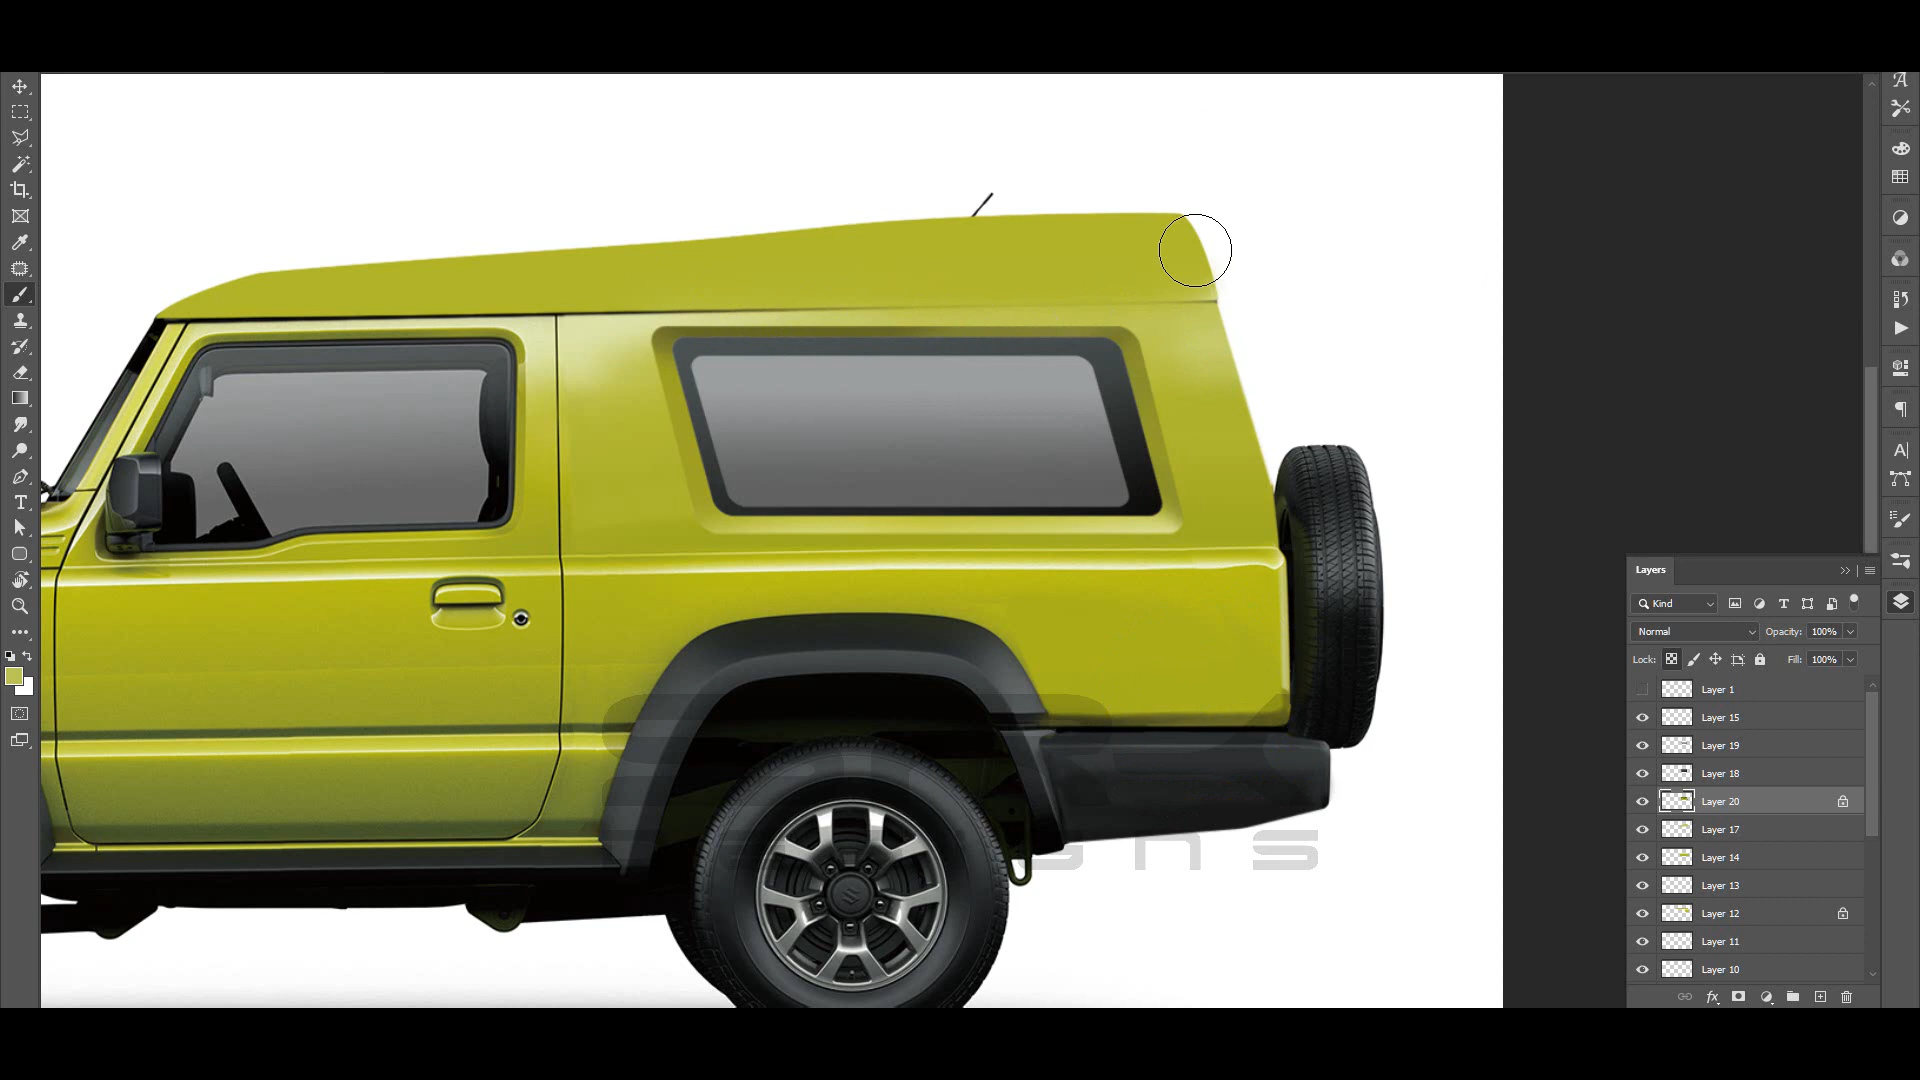 Layers
Kind
Normal
Opacity: 100%
Lock:
Fill: 100%
Layer 1
Layer 15
Layer 19
Layer 18
Layer 20
Layer 17
Layer 14
Layer 13
Layer 12
Layer 11
Layer 10